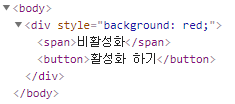 ▼<body>
▼<div style="background: red;">
<span>비활성화</span>
<button>활성화 하기</button>
</div>
</body>